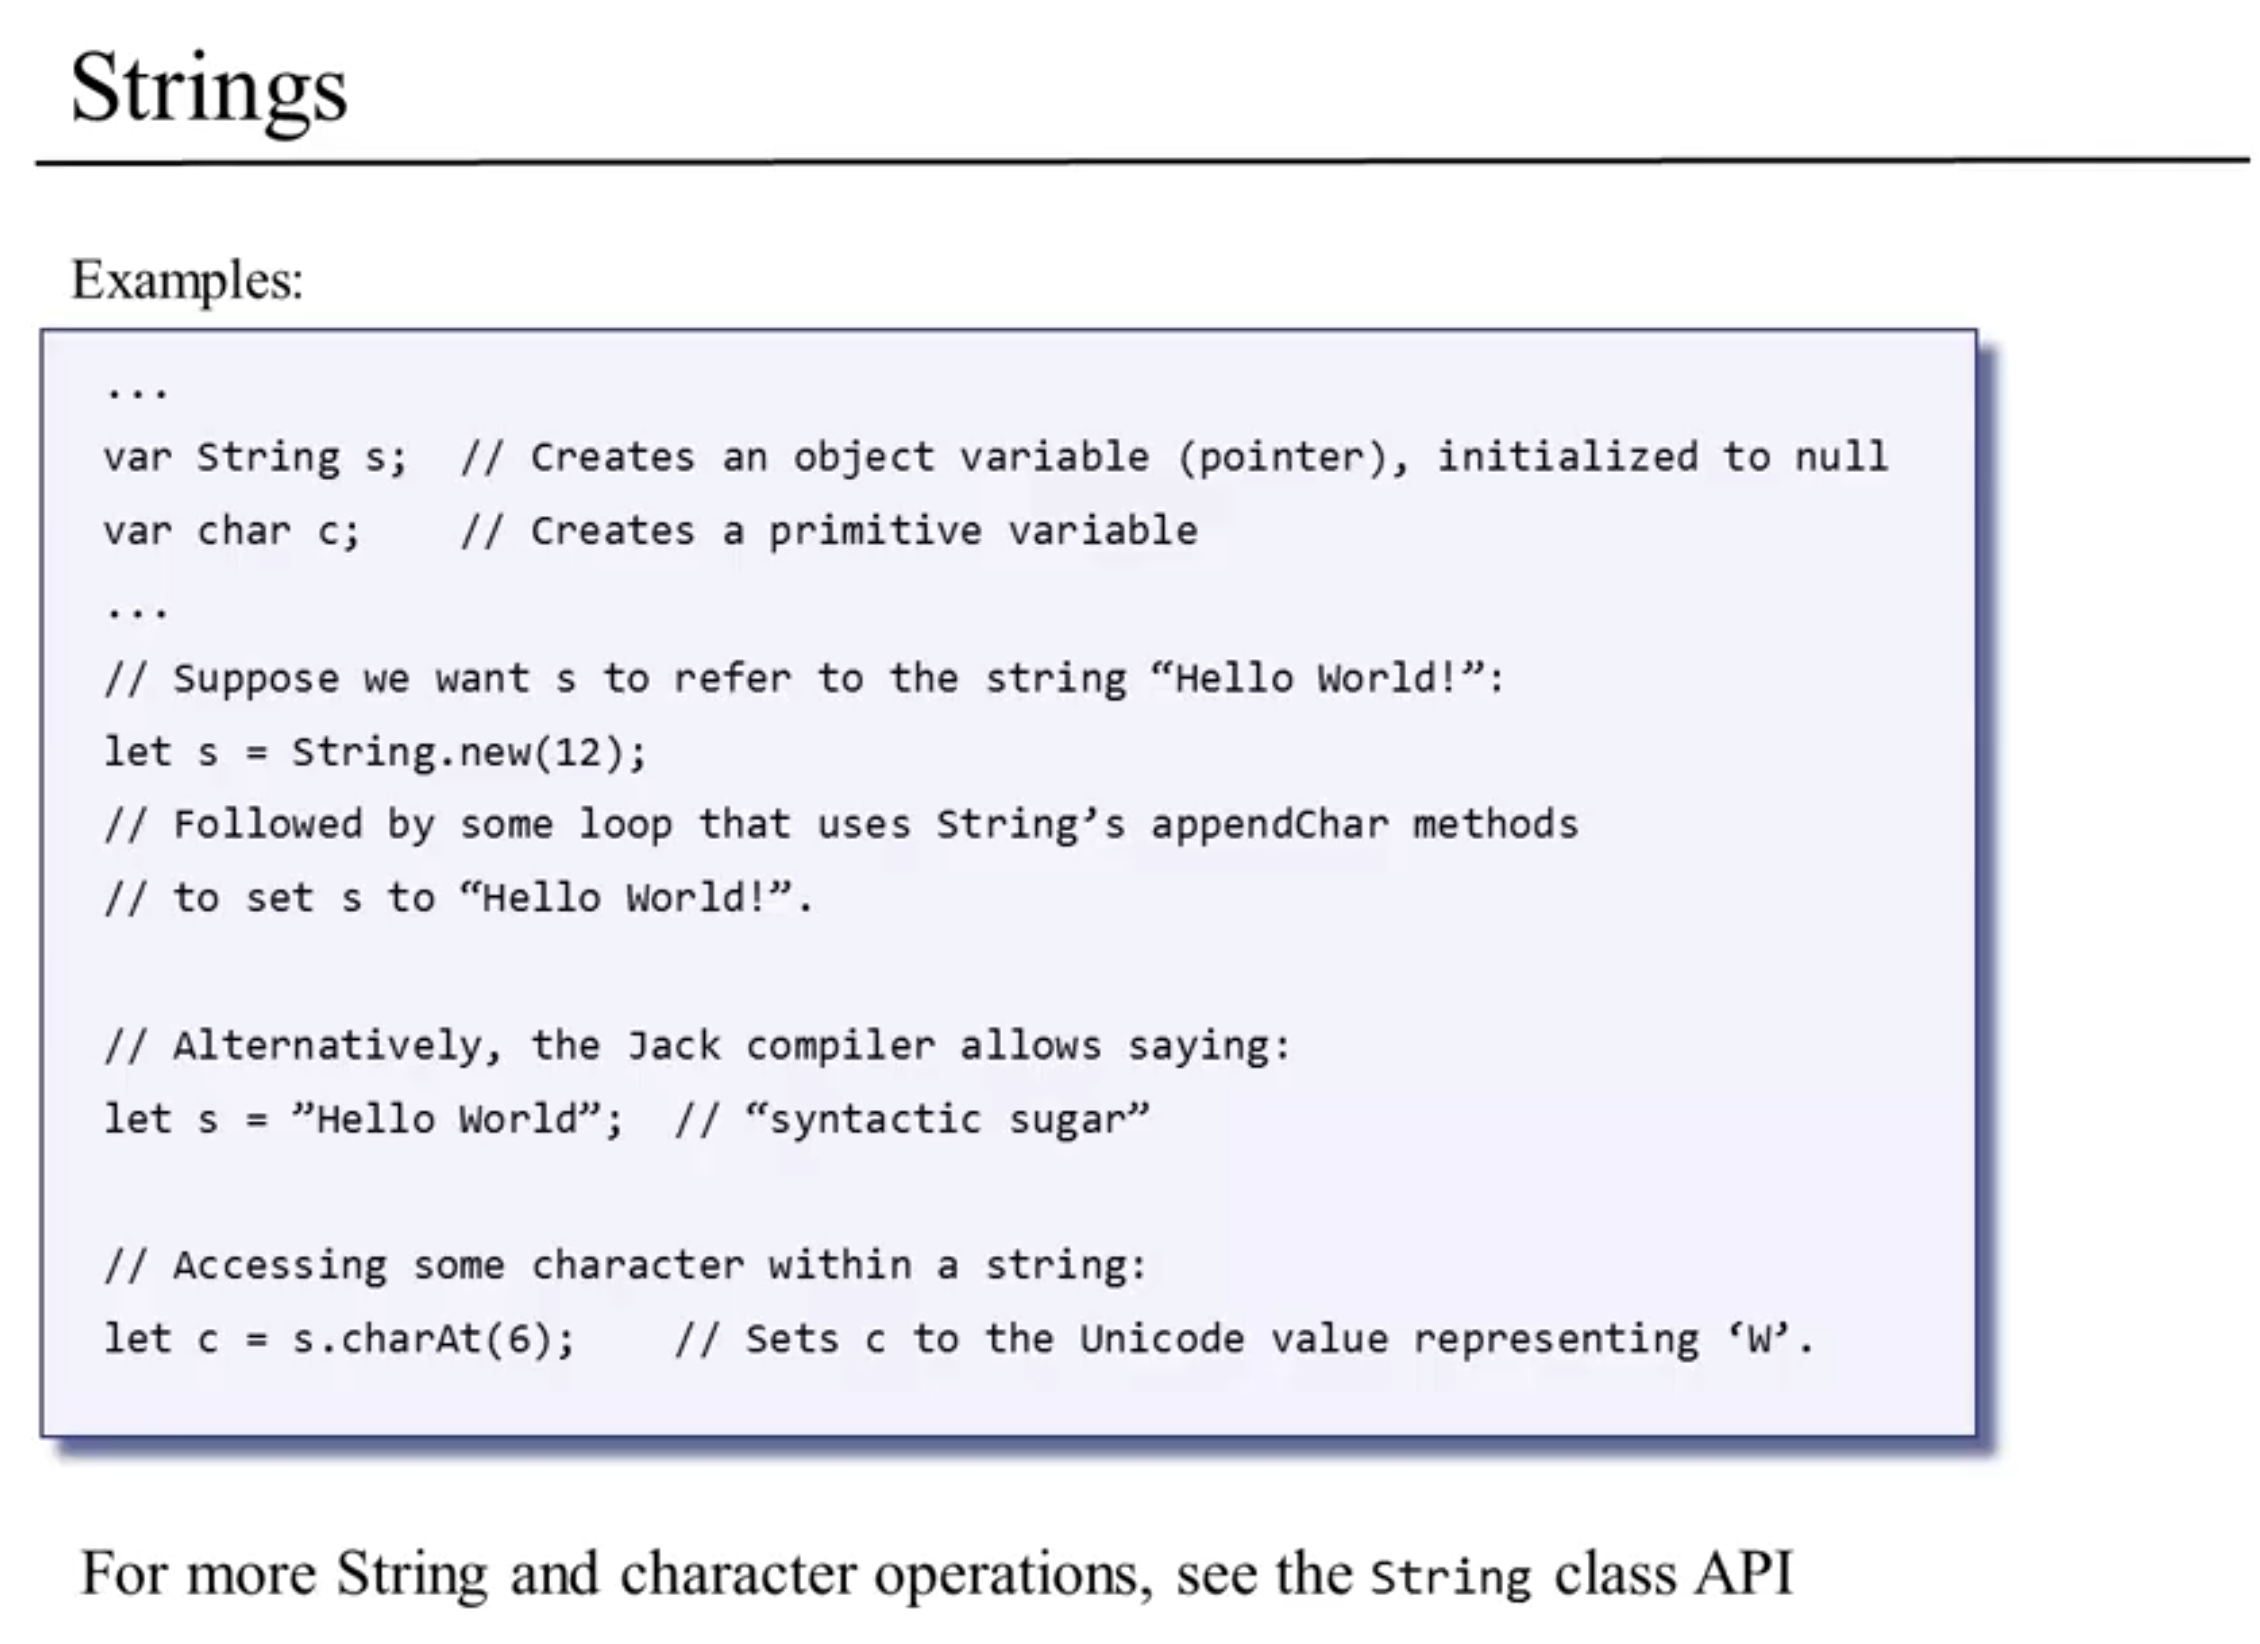 Strings
Examples:
...
var String s;  // Creates an object variable (pointer), initialized to null
var char c;    // Creates a primitive variable
...
// Suppose we want s to refer to the string “Hello World!”:
let s = String.new(12);
// Followed by some loop that uses String’s appendChar methods
// to set s to “Hello World!”.
// Alternatively, the Jack compiler allows saying:
let s = ”Hello World”;  // “syntactic sugar”
// Accessing some character within a string:
let c = s.charAt(6);    // Sets c to the Unicode value representing ‘W’.
For more String and character operations, see the String class API